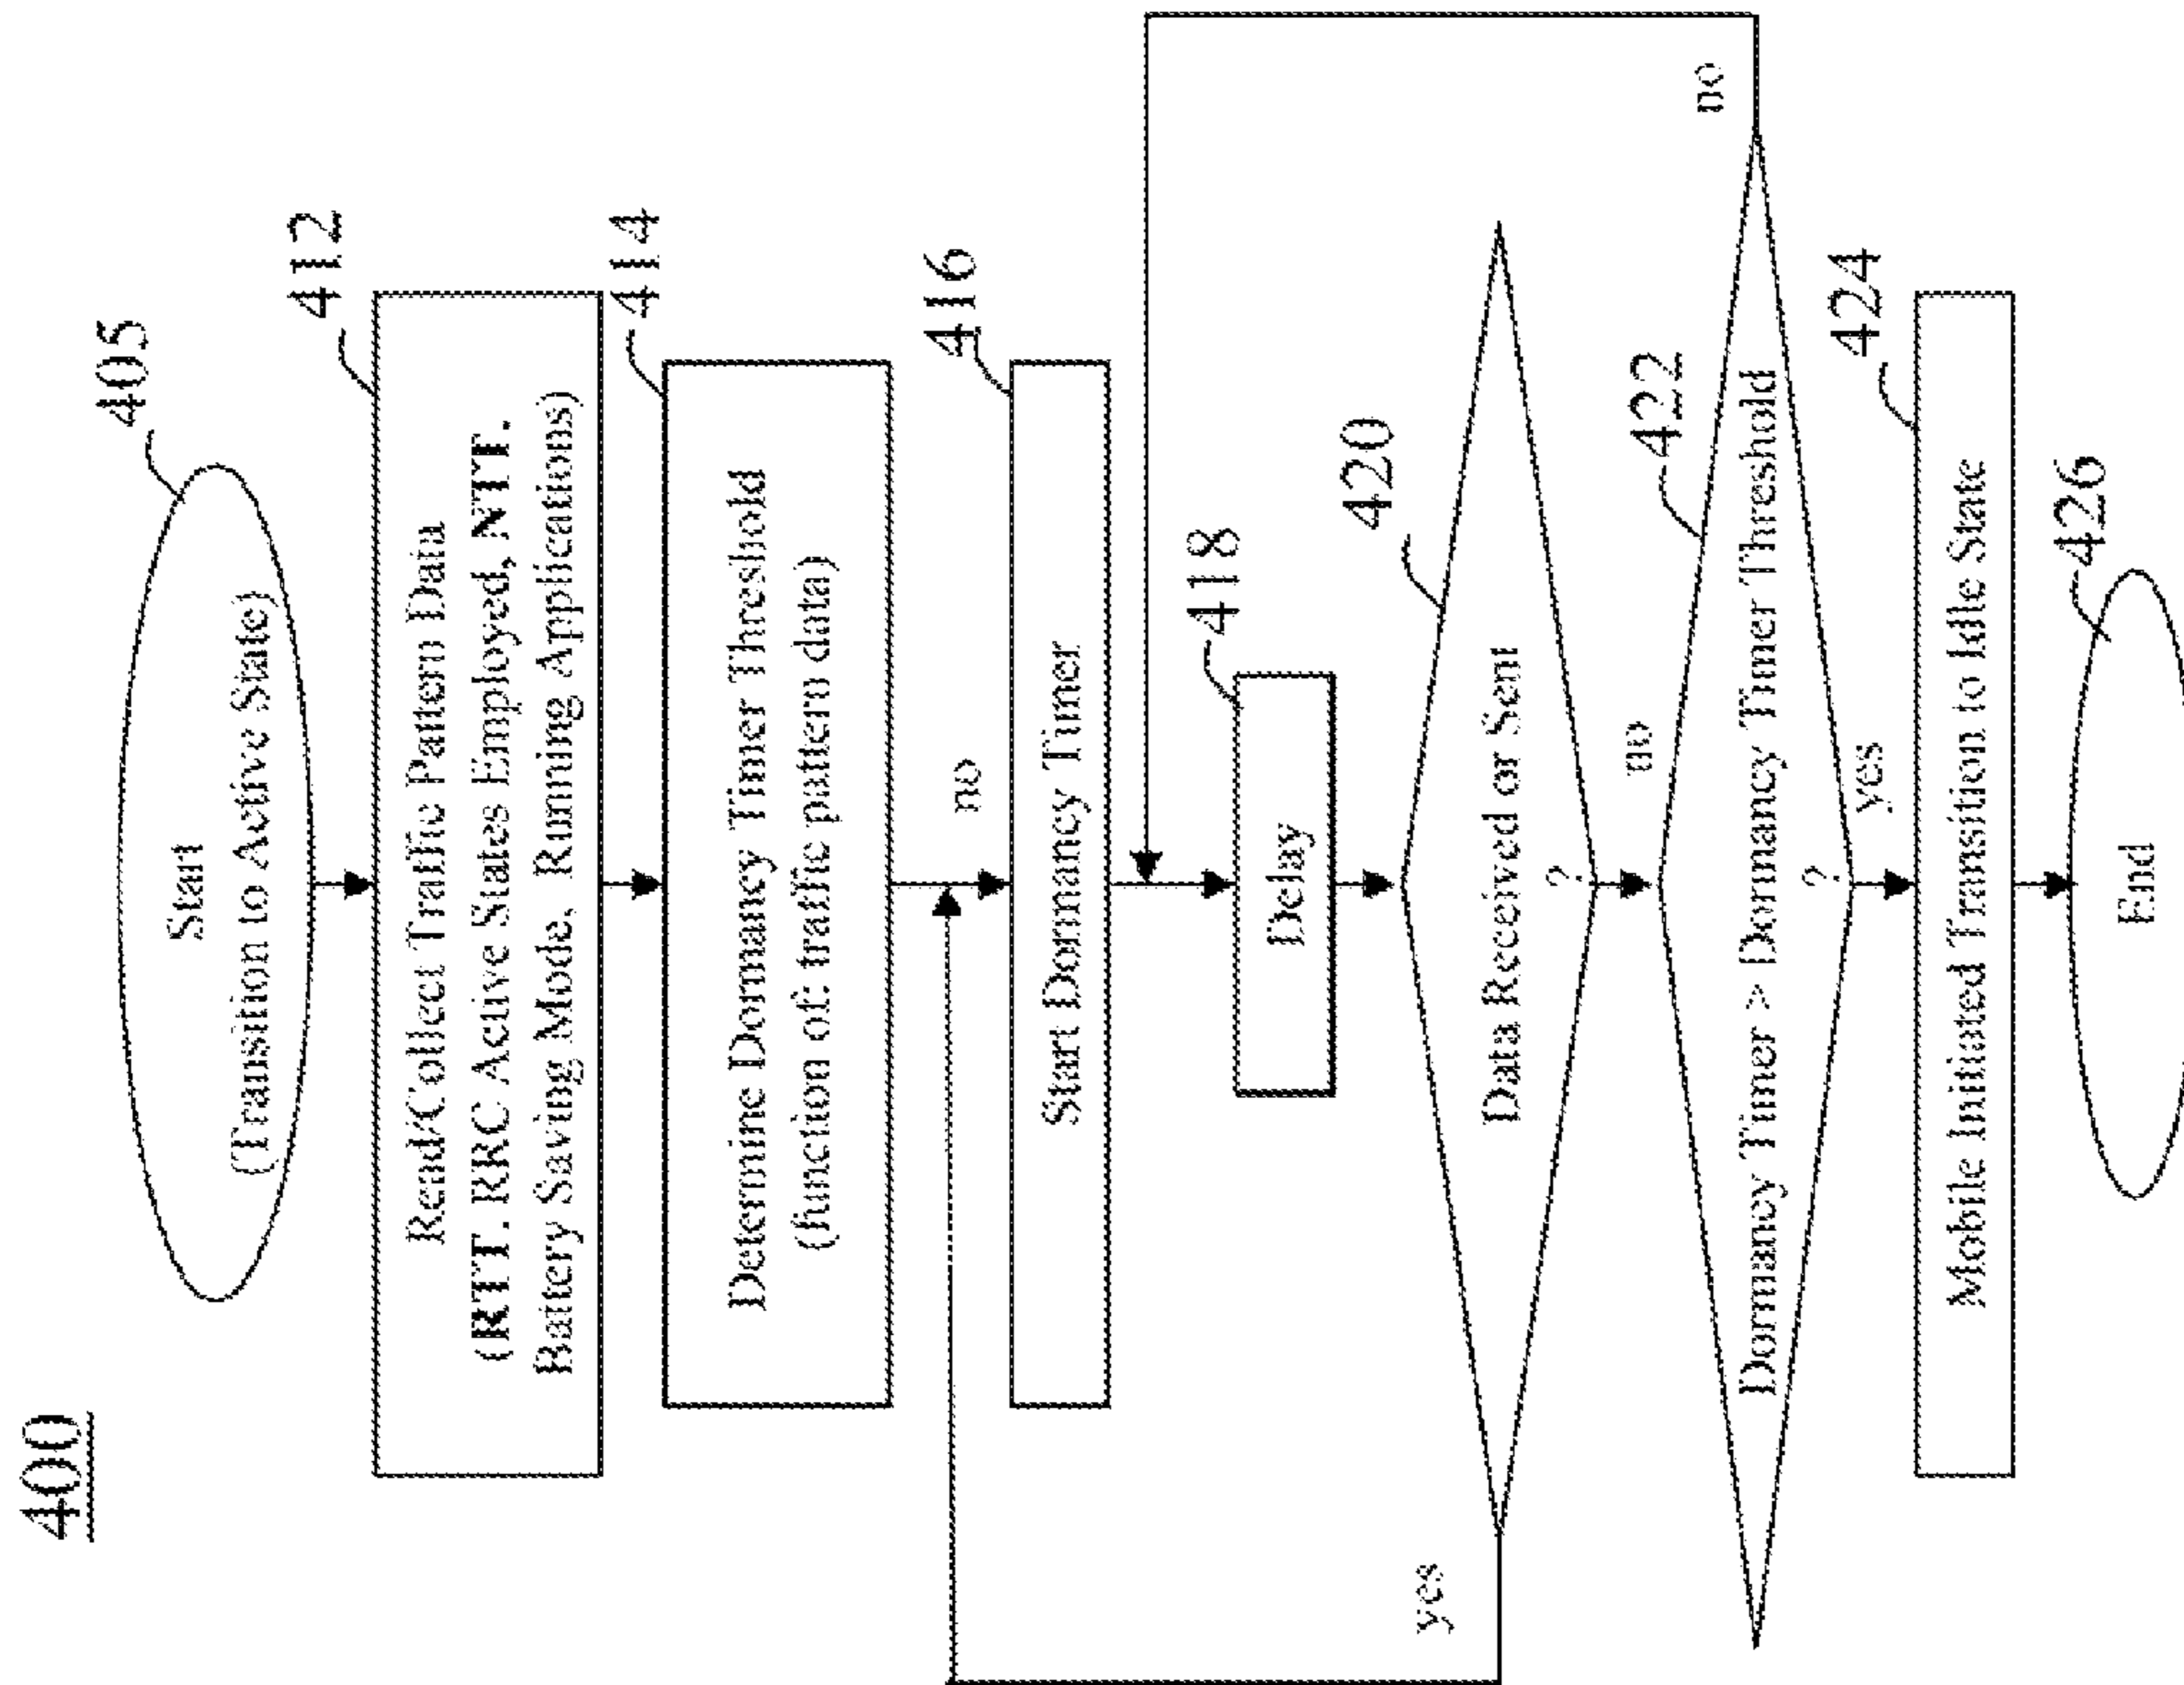 400
Start
(Transition to Active State)
405
Read/Collect Traffic Pattern Data
(RTT. RRC Active States Employed, NTT.
Battery Saving Mode, Running Applications)
412
Determine Dormancy Timer Threshold
(function of: traffic pattern data)
414
no
Start Dormancy Timer
416
Delay
418
Data Received or Sent
?
420
yes
no
Dormancy Timer > Dormancy Timer Threshold
?
422
no
yes
Mobile Initiated Transition to Idle State
424
End
426